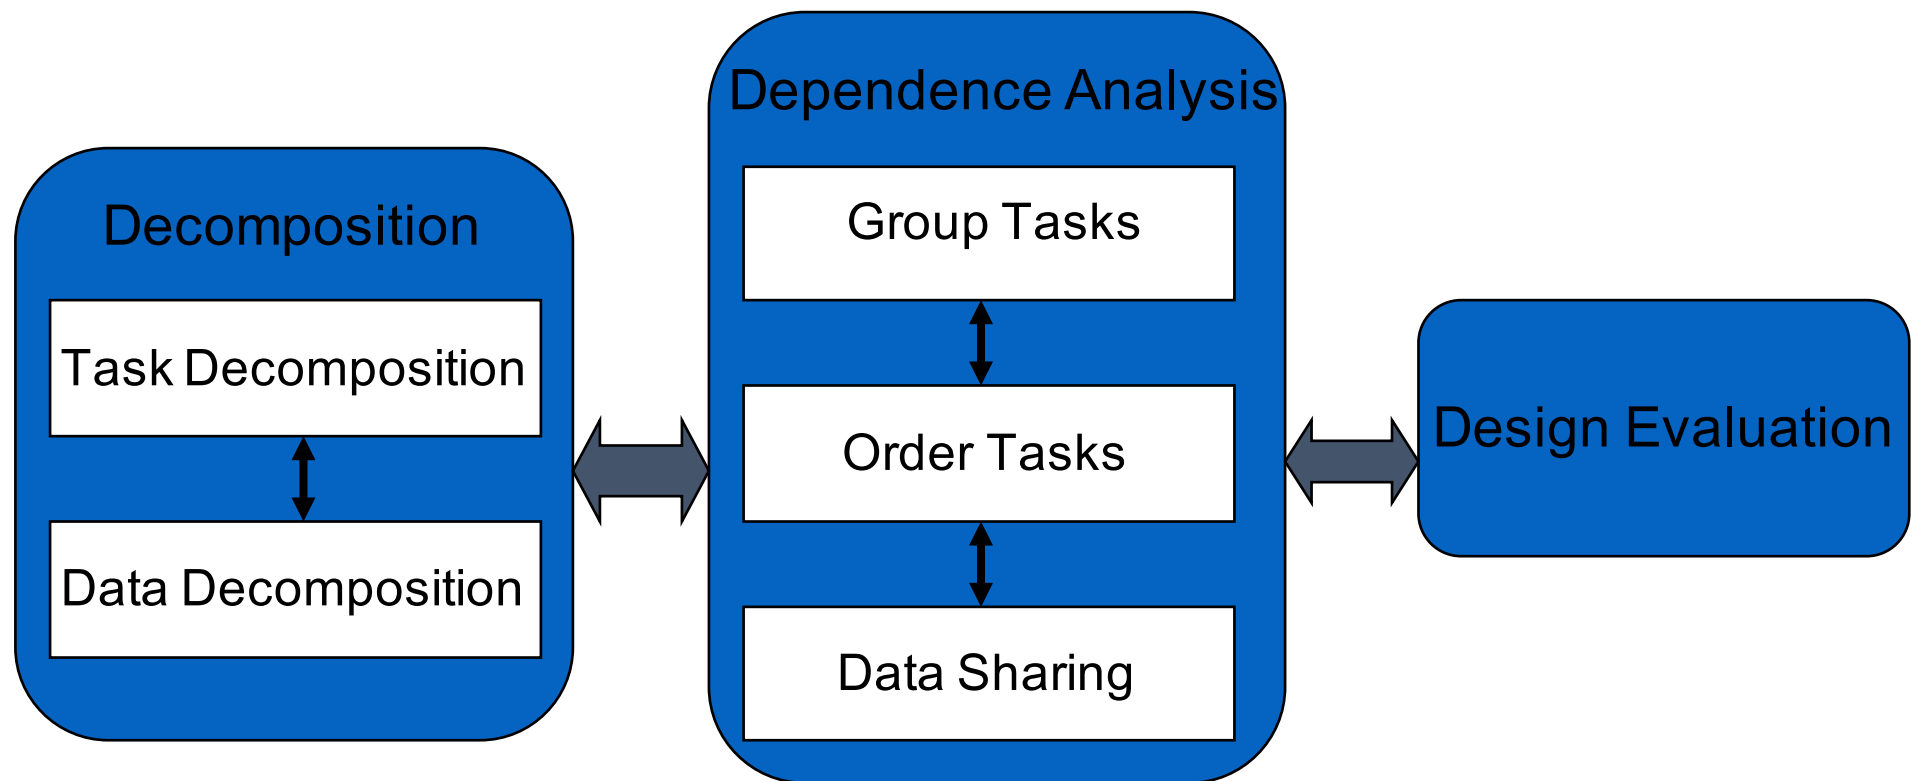 Decomposition
Task Decomposition
Data Decomposition
Dependence Analysis
Group Tasks
Order Tasks
Data Sharing
Design Evaluation